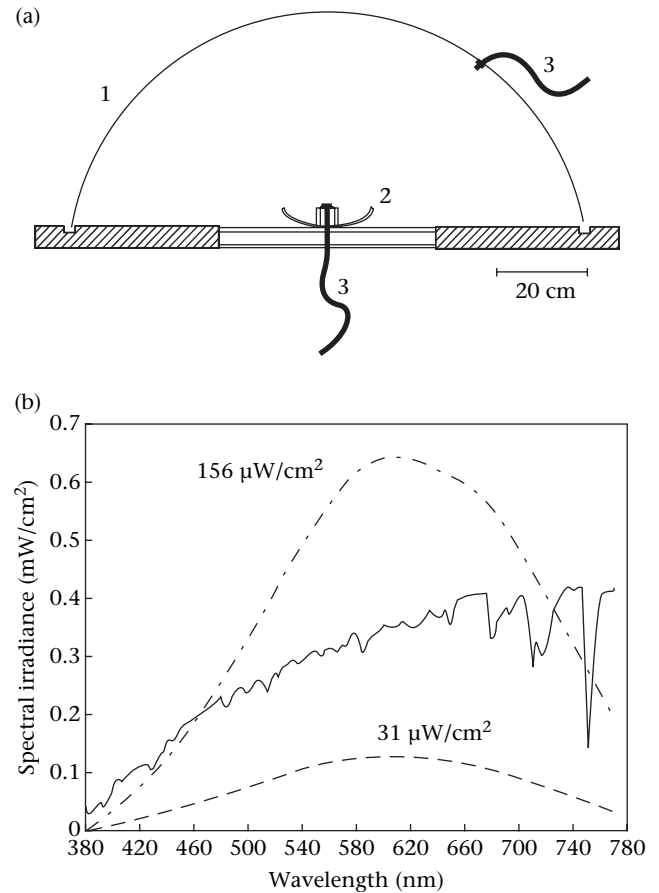 (a)
1
3
2
3
20 cm
(b)
0.7
0.6
0.5
0.4
0.3
0.2
0.1
0
Spectral irradiance (mW/cm²)
156 µW/cm²
31 µW/cm²
380 420 460 500 540 580 620 660 700 740 780
Wavelength (nm)